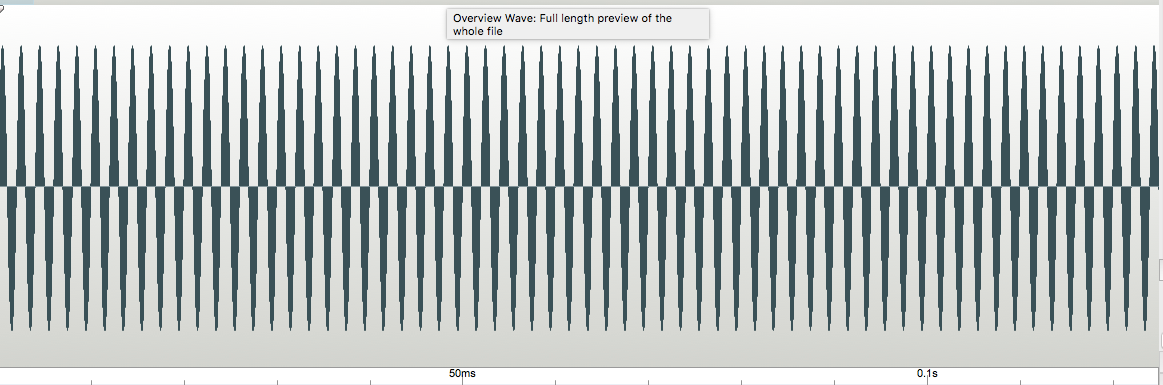 Overview Wave: Full length preview of the
whole file
50ms
0.1s